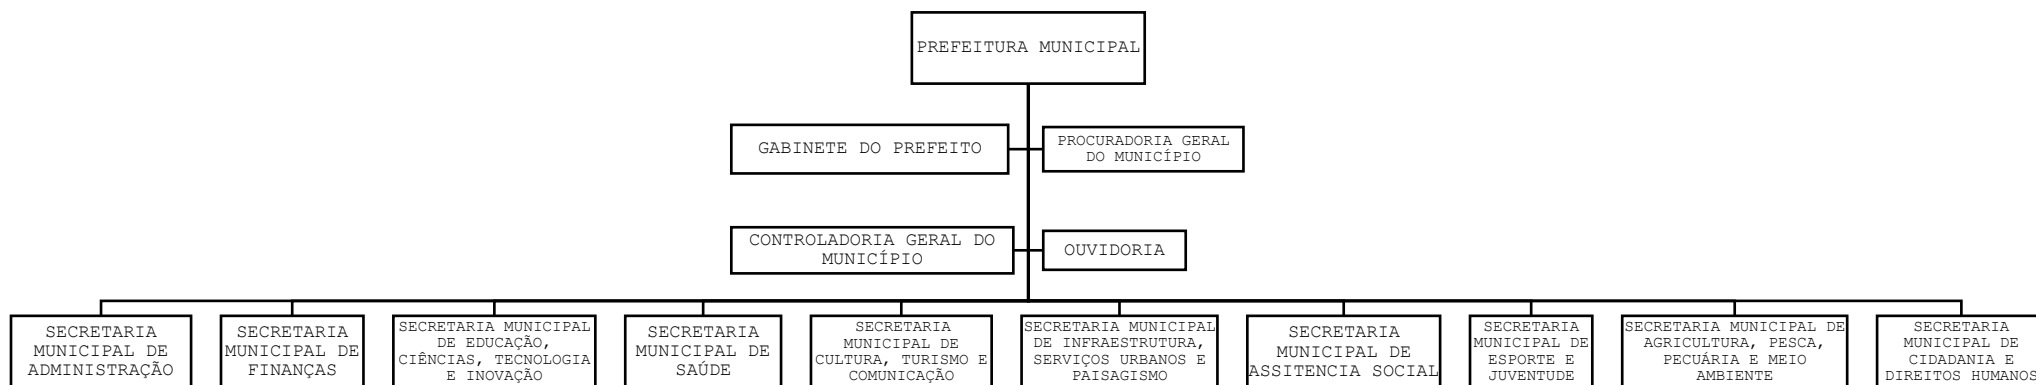 PREFEITURA MUNICIPAL
GABINETE DO PREFEITO
PROCURADORIA GERAL
DO MUNICÍPIO
CONTROLADORIA GERAL DO
MUNICÍPIO
OUVIDORIA
SECRETARIA
MUNICIPAL DE
ADMINISTRAÇÃO
SECRETARIA
MUNICIPAL DE
FINANÇAS
SECRETARIA MUNICIPAL
DE EDUCAÇÃO,
CIÊNCIAS, TECNOLOGIA
E INOVAÇÃO
SECRETARIA
MUNICIPAL DE
SAÚDE
SECRETARIA
MUNICIPAL DE
CULTURA, TURISMO E
COMUNICAÇÃO
SECRETARIA MUNICIPAL
DE INFRAESTRUTURA,
SERVIÇOS URBANOS E
PAISAGISMO
SECRETARIA
MUNICIPAL DE
ASSITENCIA SOCIAL
SECRETARIA
MUNICIPAL DE
ESPORTE E
JUVENTUDE
SECRETARIA MUNICIPAL DE
AGRICULTURA, PESCA,
PECUÁRIA E MEIO
AMBIENTE
SECRETARIA
MUNICIPAL DE
CIDADANIA E
DIREITOS HUMANOS